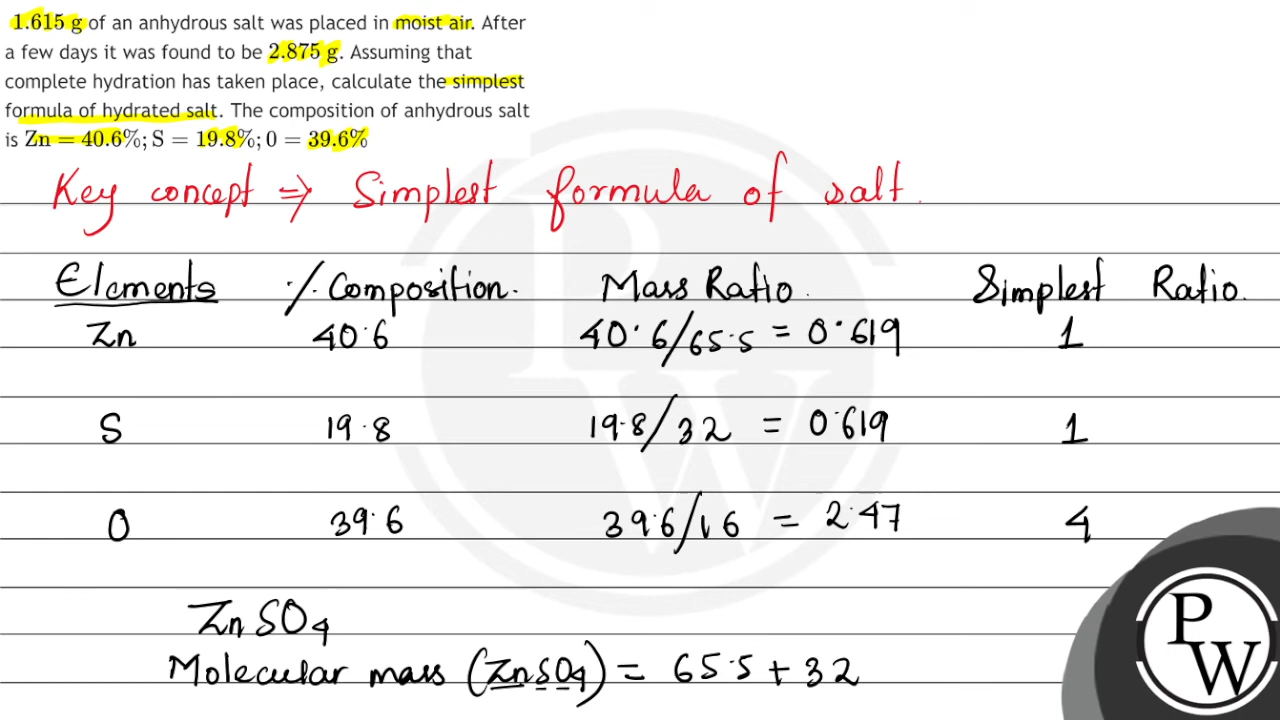 1.615 g of an anhydrous salt was placed in moist air. After
a few days it was found to be 2.875 g. Assuming that
complete hydration has taken place, calculate the simplest
formula of hydrated salt. The composition of anhydrous salt
is Zn = 40.6%; S = 19.8%; 0 = 39.6%
Key concept ⇒ Simplest formula of salt.
Elements %.Composition. Mass Ratio. Simplest Ratio.
Zn 40.6 40.6/65.5 = 0.619 1
S 19.8 19.8/32 = 0.619 1
O 39.6 39.6/16 = 2.47 4
ZnSO4
Molecular mass (ZnSO4) = 65.5 + 32
P
W